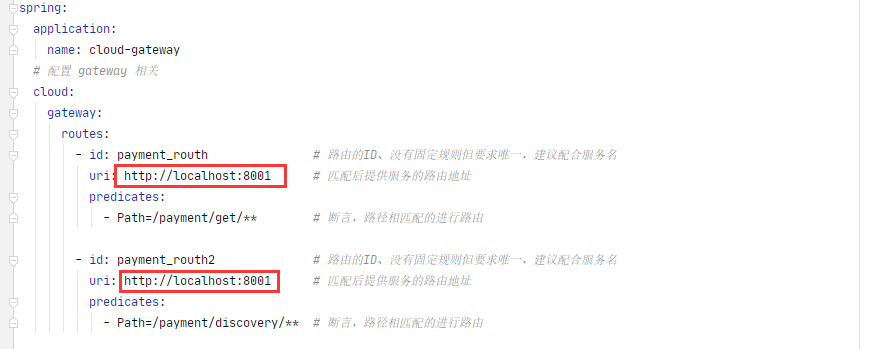 spring:
  application:
    name: cloud-gateway
  # 配置 gateway 相关
  cloud:
    gateway:
      routes:
        - id: payment_routh # 路由的ID、没有固定规则但要求唯一，建议配合服务名
          uri: http://localhost:8001 # 匹配后提供服务的路由地址
          predicates:
            - Path=/payment/get/** # 断言，路径相匹配的进行路由
        - id: payment_routh2 # 路由的ID、没有固定规则但要求唯一，建议配合服务名
          uri: http://localhost:8001 # 匹配后提供服务的路由地址
          predicates:
            - Path=/payment/discovery/** # 断言，路径相匹配的进行路由